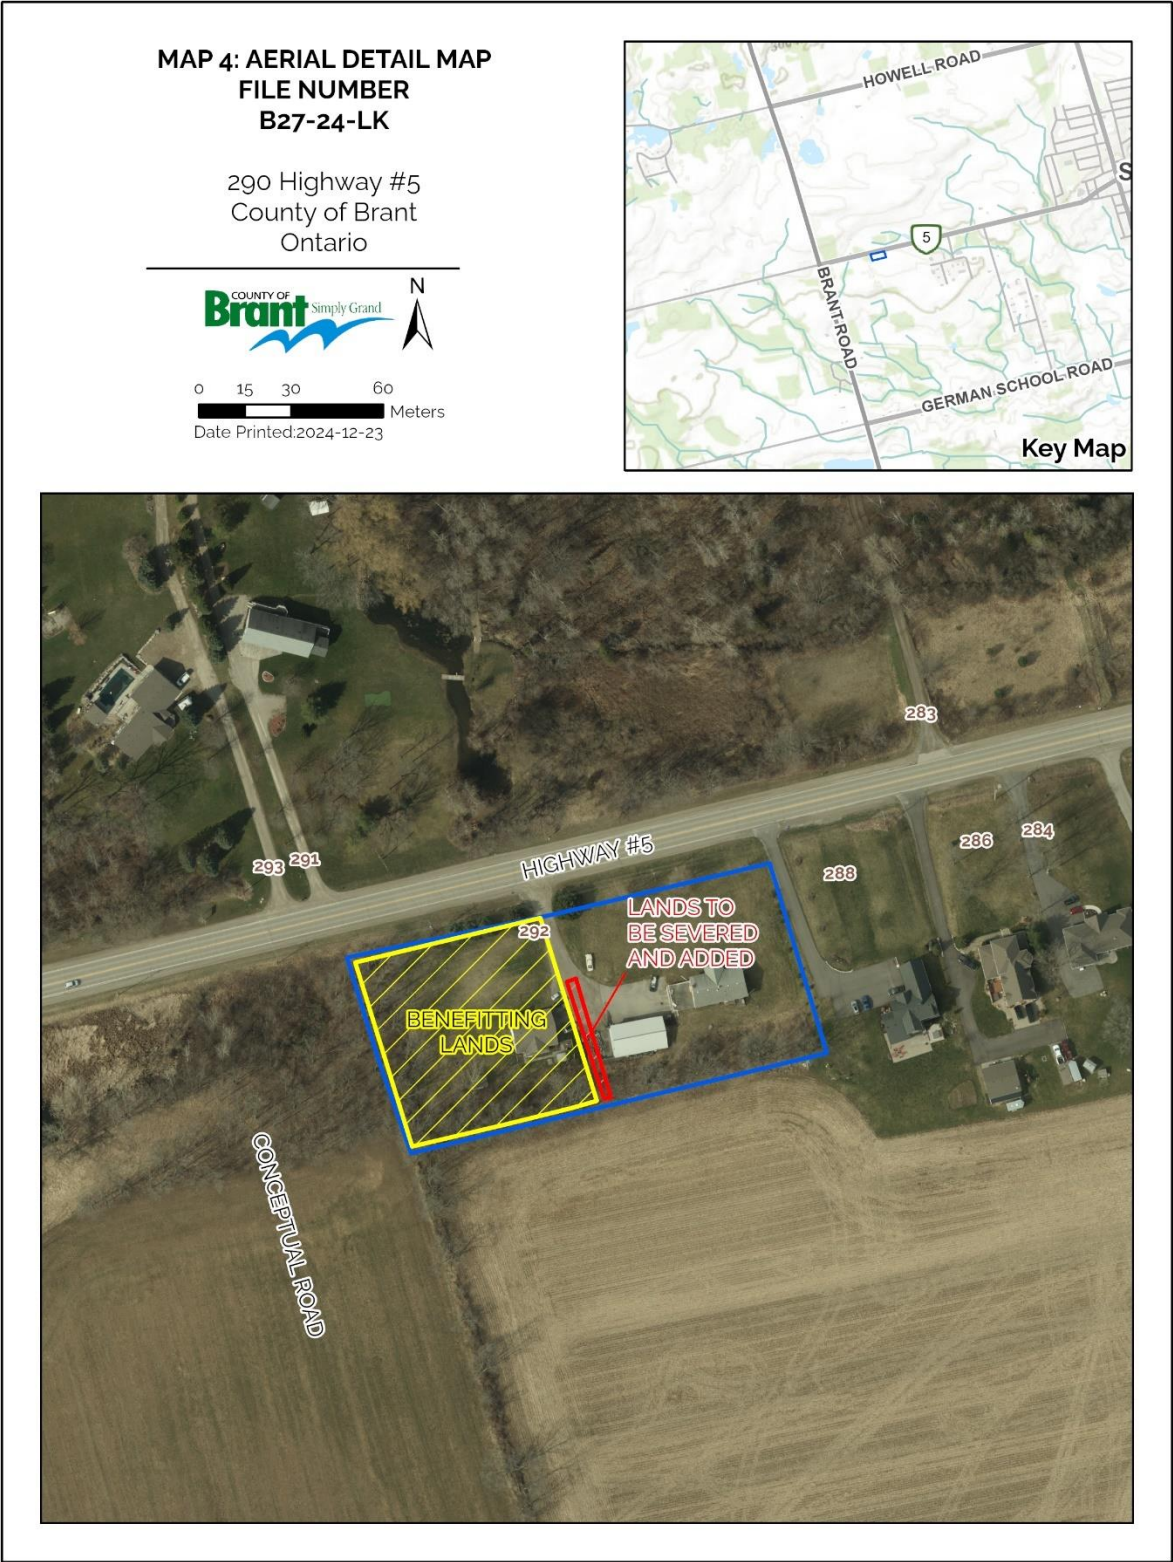 MAP 4: AERIAL DETAIL MAP
FILE NUMBER
B27-24-LK
290 Highway #5
County of Brant
Ontario
COUNTY OF
Brant Simply Grand
N
0 15 30 60
Meters
Date Printed:2024-12-23
HOWELL ROAD
S
5
BRANT ROAD
GERMAN SCHOOL ROAD
Key Map
283
HIGHWAY #5
284
286
288
293 291
292
LANDS TO
BE SEVERED
AND ADDED
BENEFITTING
LANDS
CONCEPTUAL ROAD